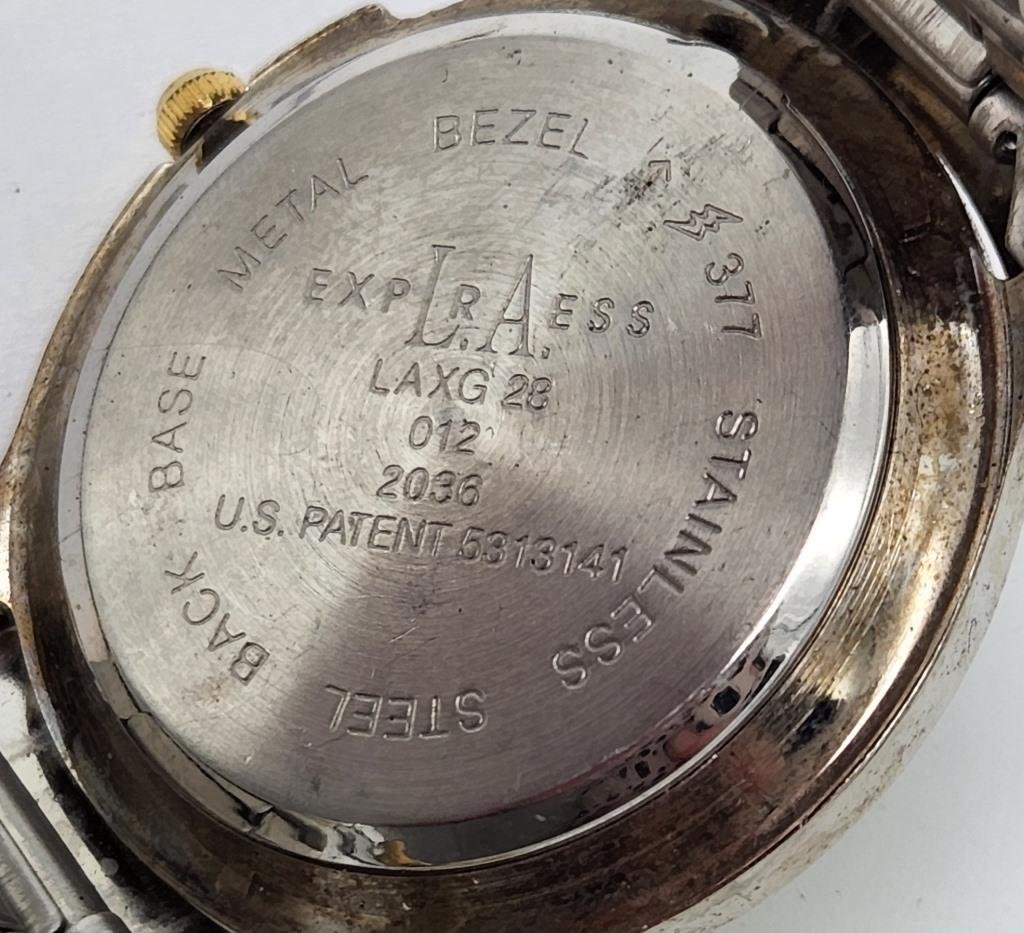 EXPRESS
L.A.
LAXG 28
012
2036
U.S. PATENT 5313141
377
STAINLESS STEEL BACK BASE METAL BEZEL